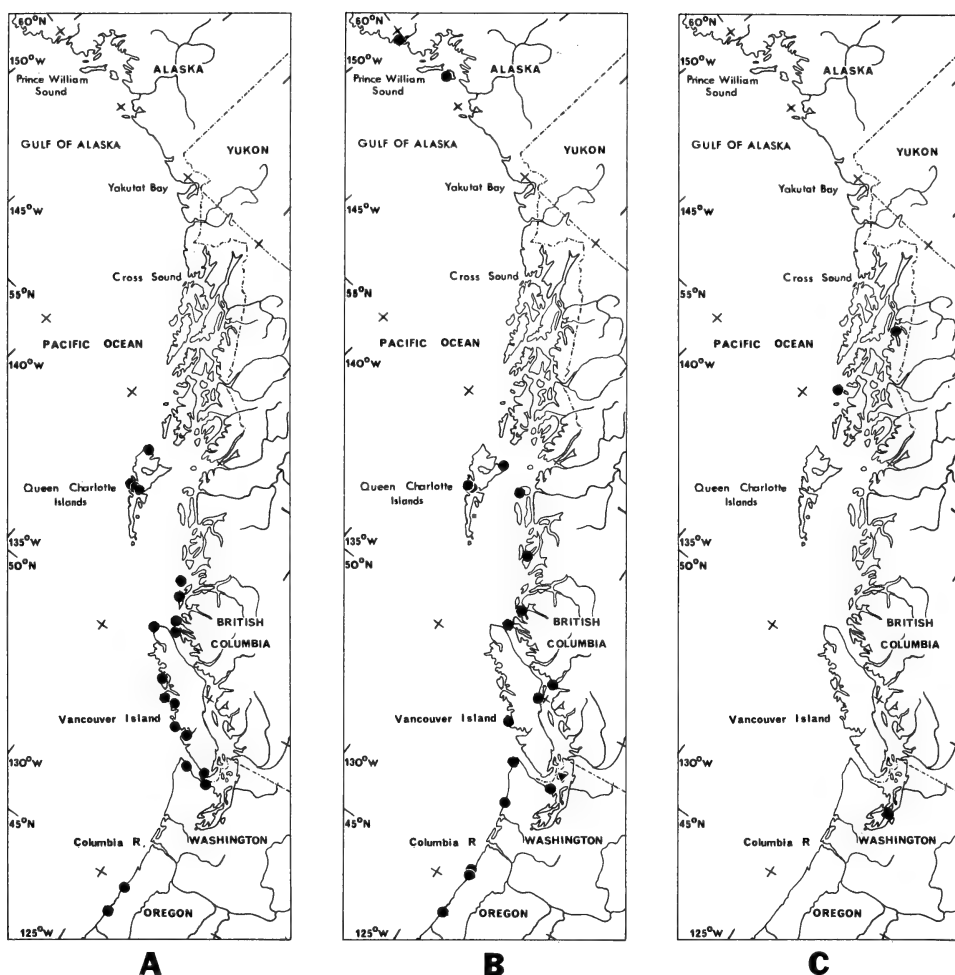 60°N
150°W
ALASKA
Prince William
Sound
GULF OF ALASKA
YUKON
Yakutat Bay
145°W
Cross Sound
55°N
PACIFIC OCEAN
140°W
Queen Charlotte
Islands
135°W
50°N
BRITISH
COLUMBIA
Vancouver Island
130°W
45°N
Columbia R.
WASHINGTON
OREGON
125°W
A
60°N
150°W
ALASKA
Prince William
Sound
GULF OF ALASKA
YUKON
Yakutat Bay
145°W
Cross Sound
55°N
PACIFIC OCEAN
140°W
Queen Charlotte
Islands
135°W
50°N
BRITISH
COLUMBIA
Vancouver Island
130°W
45°N
Columbia R
WASHINGTON
OREGON
125°W
B
60°N
150°W
ALASKA
Prince William
Sound
GULF OF ALASKA
YUKON
Yakutat Bay
145°W
Cross Sound
55°N
PACIFIC OCEAN
140°W
Queen Charlotte
Islands
135°W
50°N
BRITISH
COLUMBIA
Vancouver Island
130°W
45°N
Columbia R
WASHINGTON
OREGON
125°W
C